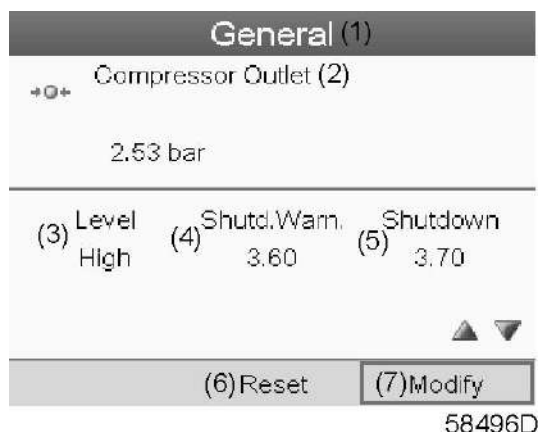 General (1)
Compressor Outlet (2)
2.53 bar
(3) Level High
(4) Shutd.Warn. 3.60
(5) Shutdown 3.70
(6) Reset
(7) Modify
58496D